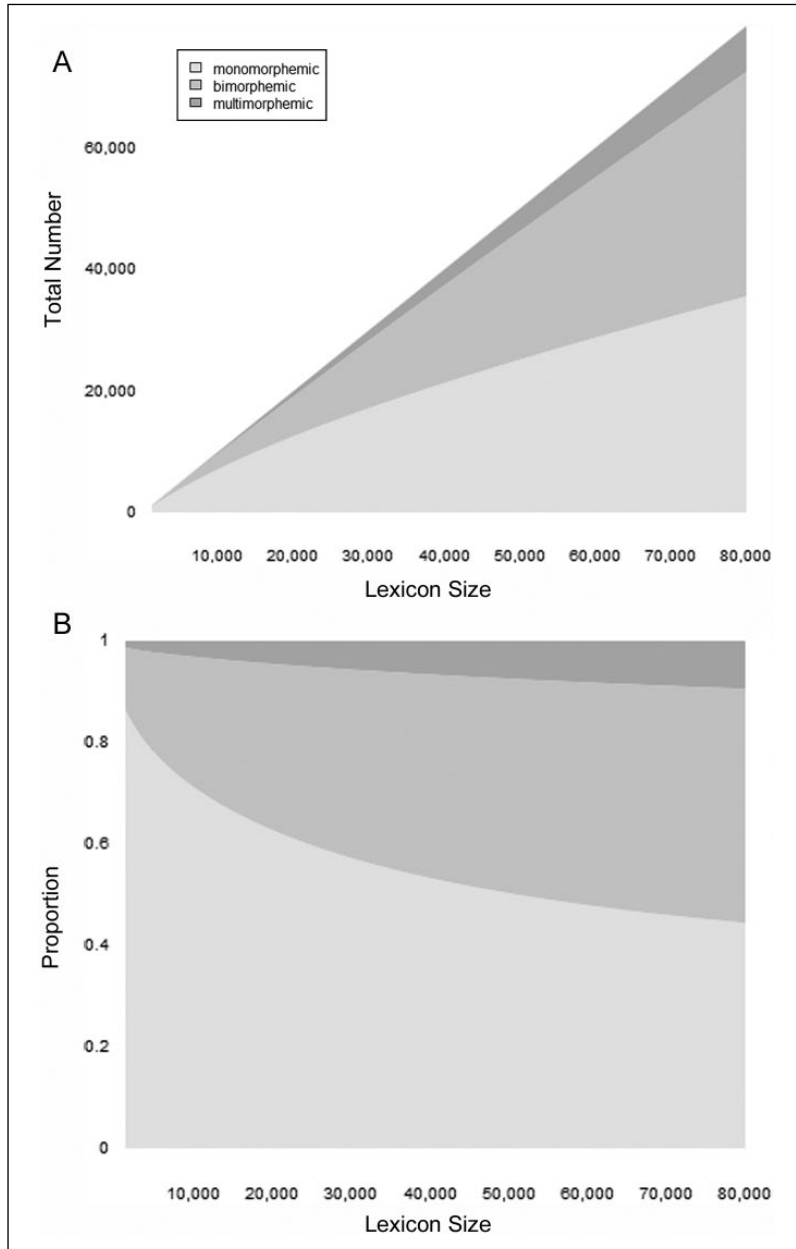 A
monomorphemic
bimorphemic
multimorphemic
60,000
40,000
20,000
0
Total Number
10,000 20,000 30,000 40,000 50,000 60,000 70,000 80,000
Lexicon Size
B
1
0.8
0.6
0.4
0.2
0
Proportion
10,000 20,000 30,000 40,000 50,000 60,000 70,000 80,000
Lexicon Size